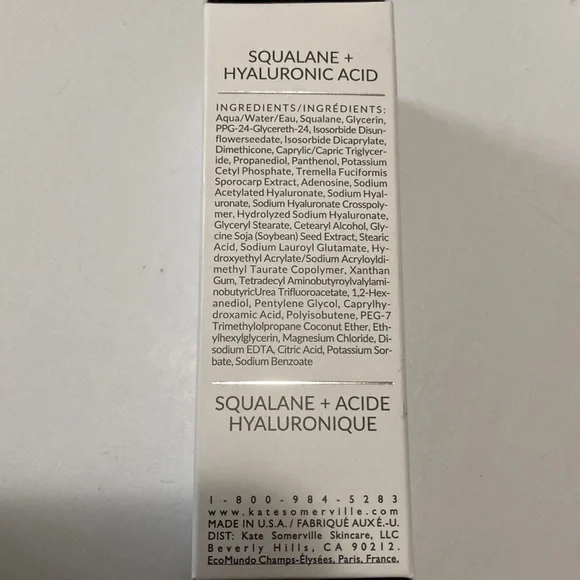 SQUALANE +
HYALURONIC ACID
INGREDIENTS/INGRÉDIENTS:
Aqua/Water/Eau, Squalane, Glycerin,
PPG-24-Glycereth-24, Isosorbide Disun-
flowerseedate, Isosorbide Dicaprylate,
Dimethicone, Caprylic/Capric Triglycer-
ide, Propanediol, Panthenol, Potassium
Cetyl Phosphate, Tremella Fuciformis
Sporocarp Extract, Adenosine, Sodium
Acetylated Hyaluronate, Sodium Hyal-
uronate, Sodium Hyaluronate Crosspoly-
mer, Hydrolyzed Sodium Hyaluronate,
Glyceryl Stearate, Cetearyl Alcohol, Gly-
cine Soja (Soybean) Seed Extract, Stearic
Acid, Sodium Lauroyl Glutamate, Hy-
droxyethyl Acrylate/Sodium Acryloyldi-
methyl Taurate Copolymer, Xanthan
Gum, Tetradecyl Aminobutyroylvalylami-
nobutyricUrea Trifluoroacetate, 1,2-Hex-
anediol, Pentylene Glycol, Caprylhy-
droxamic Acid, Polyisobutene, PEG-7
Trimethylolpropane Coconut Ether, Eth-
ylhexylglycerin, Magnesium Chloride, Di-
sodium EDTA, Citric Acid, Potassium Sor-
bate, Sodium Benzoate
SQUALANE + ACIDE
HYALURONIQUE
1-800-984-5283
www.katesomerville.com
MADE IN U.S.A. / FABRIQUÉ AUX É.-U.
DIST: Kate Somerville Skincare, LLC
Beverly Hills, CA 90212.
EcoMundo Champs-Élysées, Paris, France.